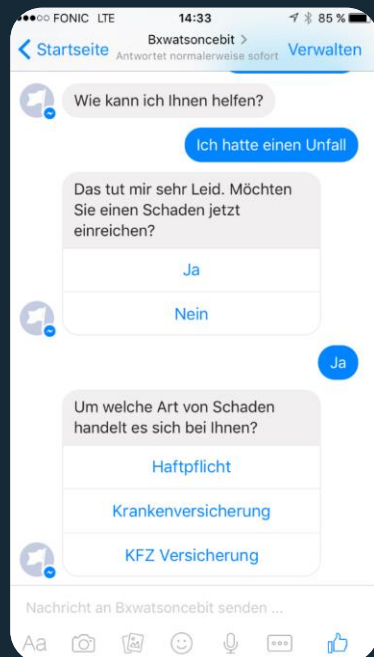 FONIC LTE 14:33 85 %
Startseite Bxwatsoncebit > Verwalten
Antwortet normalerweise sofort
Wie kann ich Ihnen helfen?
Ich hatte einen Unfall
Das tut mir sehr Leid. Möchten
Sie einen Schaden jetzt
einreichen?
Ja
Nein
Ja
Um welche Art von Schaden
handelt es sich bei Ihnen?
Haftpflicht
Krankenversicherung
KFZ Versicherung
Nachricht an Bxwatsoncebit senden ...
Aa